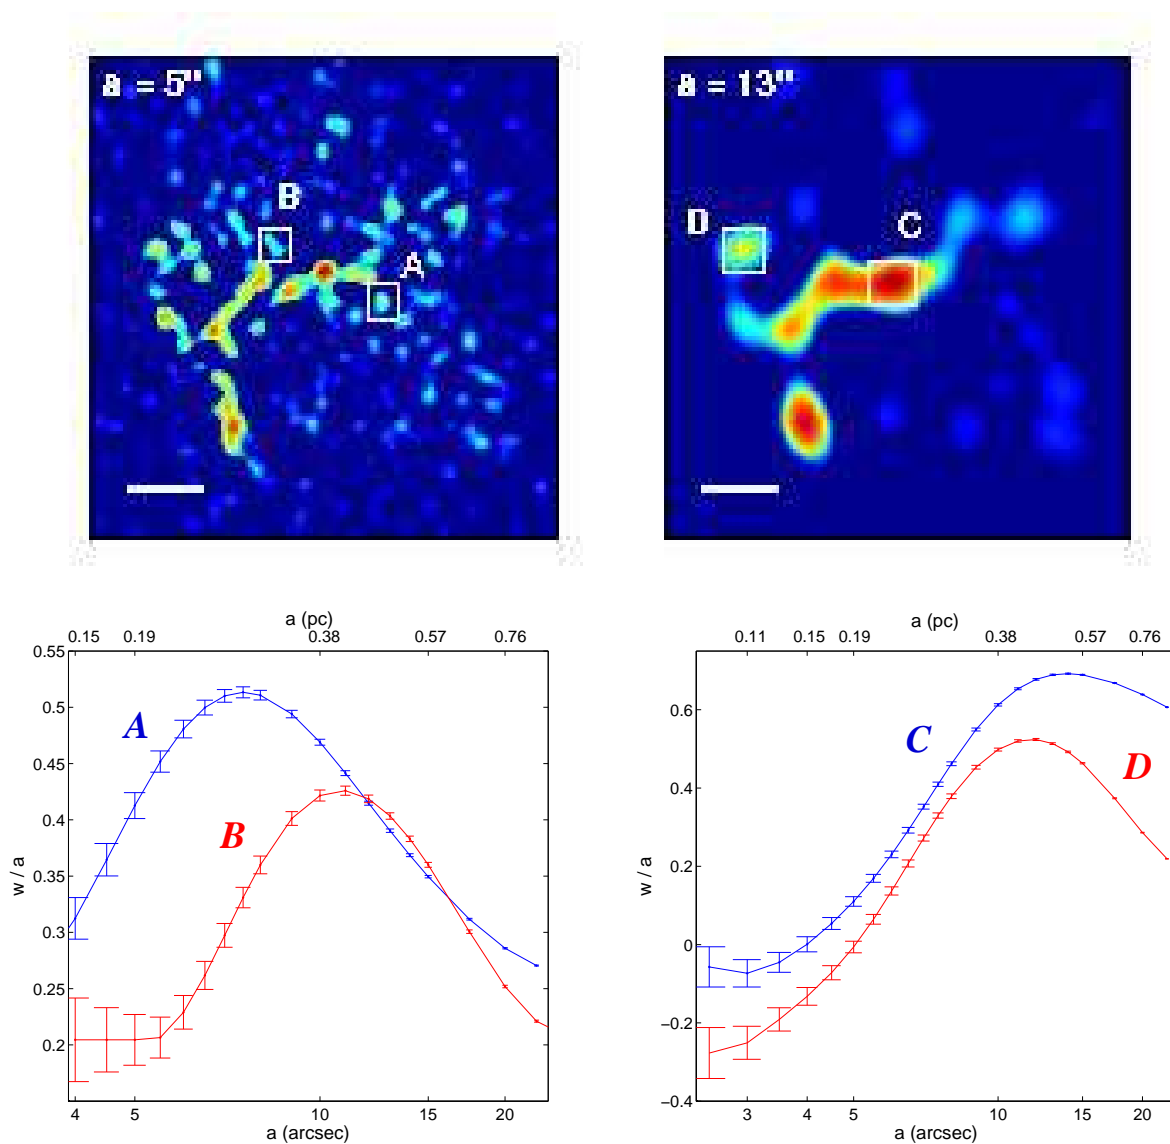 a = 5"
B
A
a = 13"
D
C
a (pc)
0.15 0.19 0.38 0.57 0.76
0.55
0.5
0.45
0.4
0.35
0.3
0.25
0.2
w / a
A
B
4 5 10 15 20
a (arcsec)
a (pc)
0.11 0.15 0.19 0.38 0.57 0.76
0.6
0.4
0.2
0
−0.2
−0.4
w / a
C
D
3 4 5 10 15 20
a (arcsec)